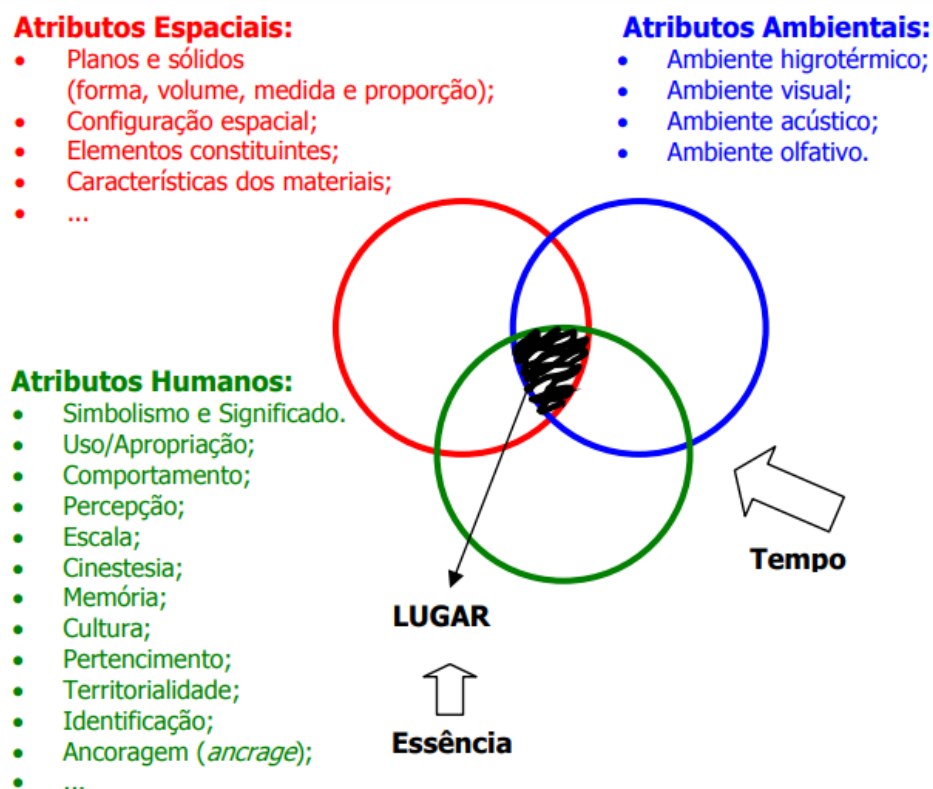 Atributos Espaciais:
• Planos e sólidos
(forma, volume, medida e proporção);
• Configuração espacial;
• Elementos constituintes;
• Características dos materiais;
• ...
Atributos Ambientais:
• Ambiente higrotérmico;
• Ambiente visual;
• Ambiente acústico;
• Ambiente olfativo.
Atributos Humanos:
• Simbolismo e Significado.
• Uso/Apropriação;
• Comportamento;
• Percepção;
• Escala;
• Cinestesia;
• Memória;
• Cultura;
• Pertencimento;
• Territorialidade;
• Identificação;
• Ancoragem (ancrage);
• ...
Tempo
LUGAR
Essência